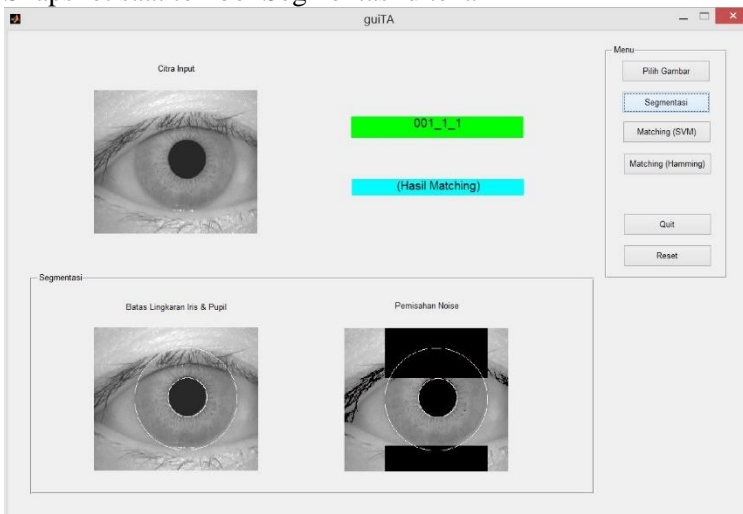 guiTA
Citra Input
001_1_1
(Hasil Matching)
Menu
Pilih Gambar
Segmentasi
Matching (SVM)
Matching (Hamming)
Quit
Reset
Segmentasi
Batas Lingkaran Iris & Pupil
Pemisahan Noise